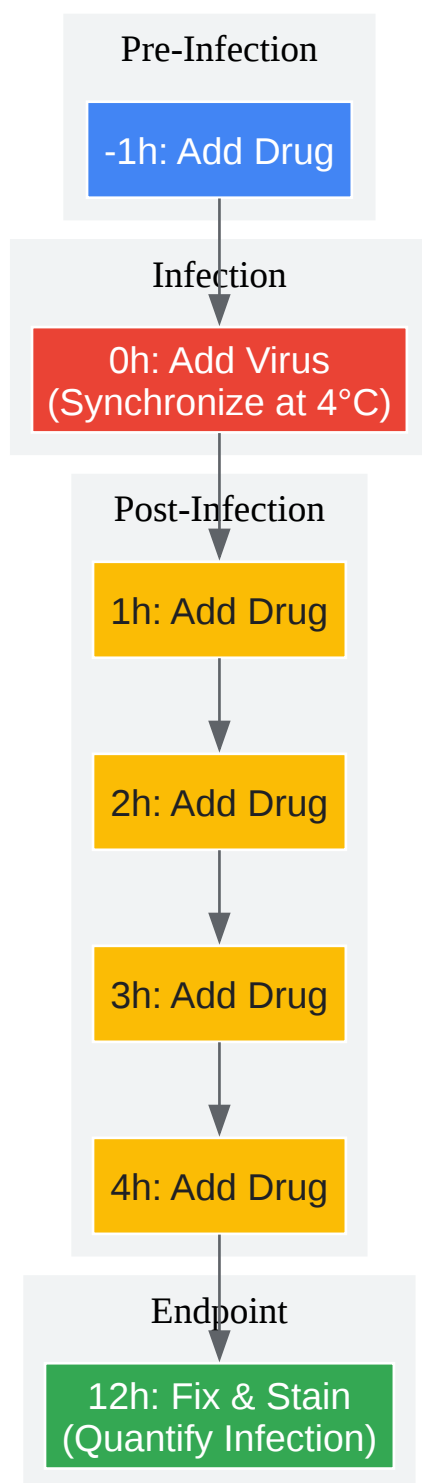 Pre-Infection
-1h: Add Drug
Infection
0h: Add Virus
(Synchronize at 4°C)
Post-Infection
1h: Add Drug
2h: Add Drug
3h: Add Drug
4h: Add Drug
Endpoint
12h: Fix & Stain
(Quantify Infection)